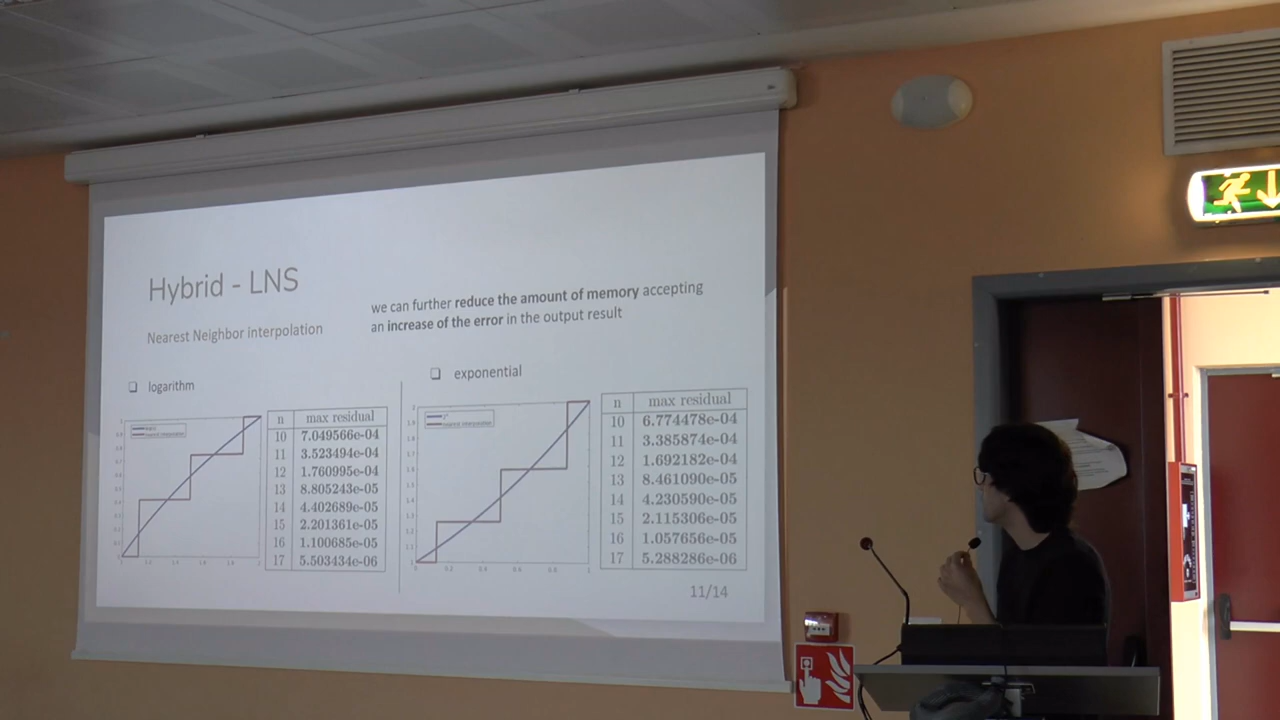 Hybrid - LNS
we can further reduce the amount of memory accepting
an increase of the error in the output result
Nearest Neighbor interpolation
logarithm
n max residual
10 7.049566e-04
11 3.523494e-04
12 1.760995e-04
13 8.805243e-05
14 4.402689e-05
15 2.201361e-05
16 1.100685e-05
17 5.503434e-06
exponential
n max residual
10 6.774478e-04
11 3.385874e-04
12 1.692182e-04
13 8.461090e-05
14 4.230590e-05
15 2.115306e-05
16 1.057656e-05
17 5.288286e-06
11/14